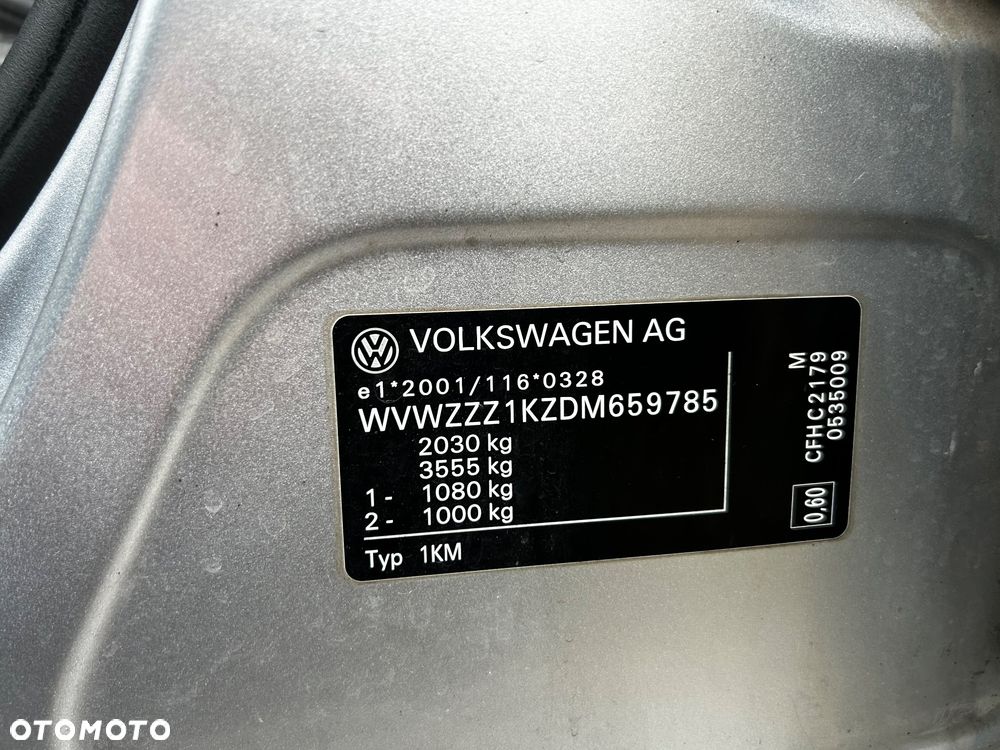 VOLKSWAGEN AG
e1*2001/116*0328
WVWZZZ1KZDM659785
2030 kg
3555 kg
1 - 1080 kg
2 - 1000 kg
Typ 1KM
M
CFHC2179
0535009
0,60
OTOMOTO